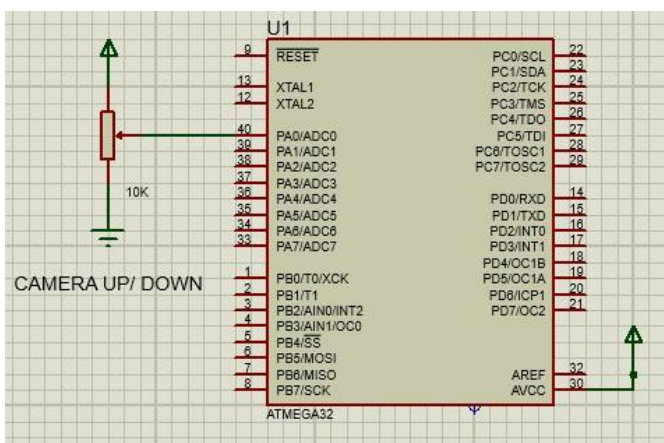 U1
9 RESET
13 XTAL1
12 XTAL2
40 PA0/ADC0
39 PA1/ADC1
38 PA2/ADC2
37 PA3/ADC3
36 PA4/ADC4
35 PA5/ADC5
34 PA6/ADC6
33 PA7/ADC7
1 PB0/T0/XCK
2 PB1/T1
3 PB2/AIN0/INT2
4 PB3/AIN1/OC0
5 PB4/SS
6 PB5/MOSI
7 PB6/MISO
8 PB7/SCK
PC0/SCL 22
PC1/SDA 23
PC2/TCK 24
PC3/TMS 25
PC4/TDO 26
PC5/TDI 27
PC6/TOSC1 28
PC7/TOSC2 29
PD0/RXD 14
PD1/TXD 15
PD2/INT0 16
PD3/INT1 17
PD4/OC1B 18
PD5/OC1A 19
PD6/ICP1 20
PD7/OC2 21
AREF 32
AVCC 30
ATMEGA32
10K
CAMERA UP/ DOWN